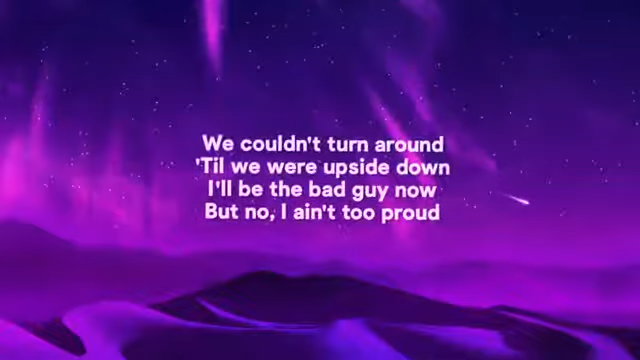 We couldn't turn around
'Til we were upside down
I'll be the bad guy now
But no, I ain't too proud